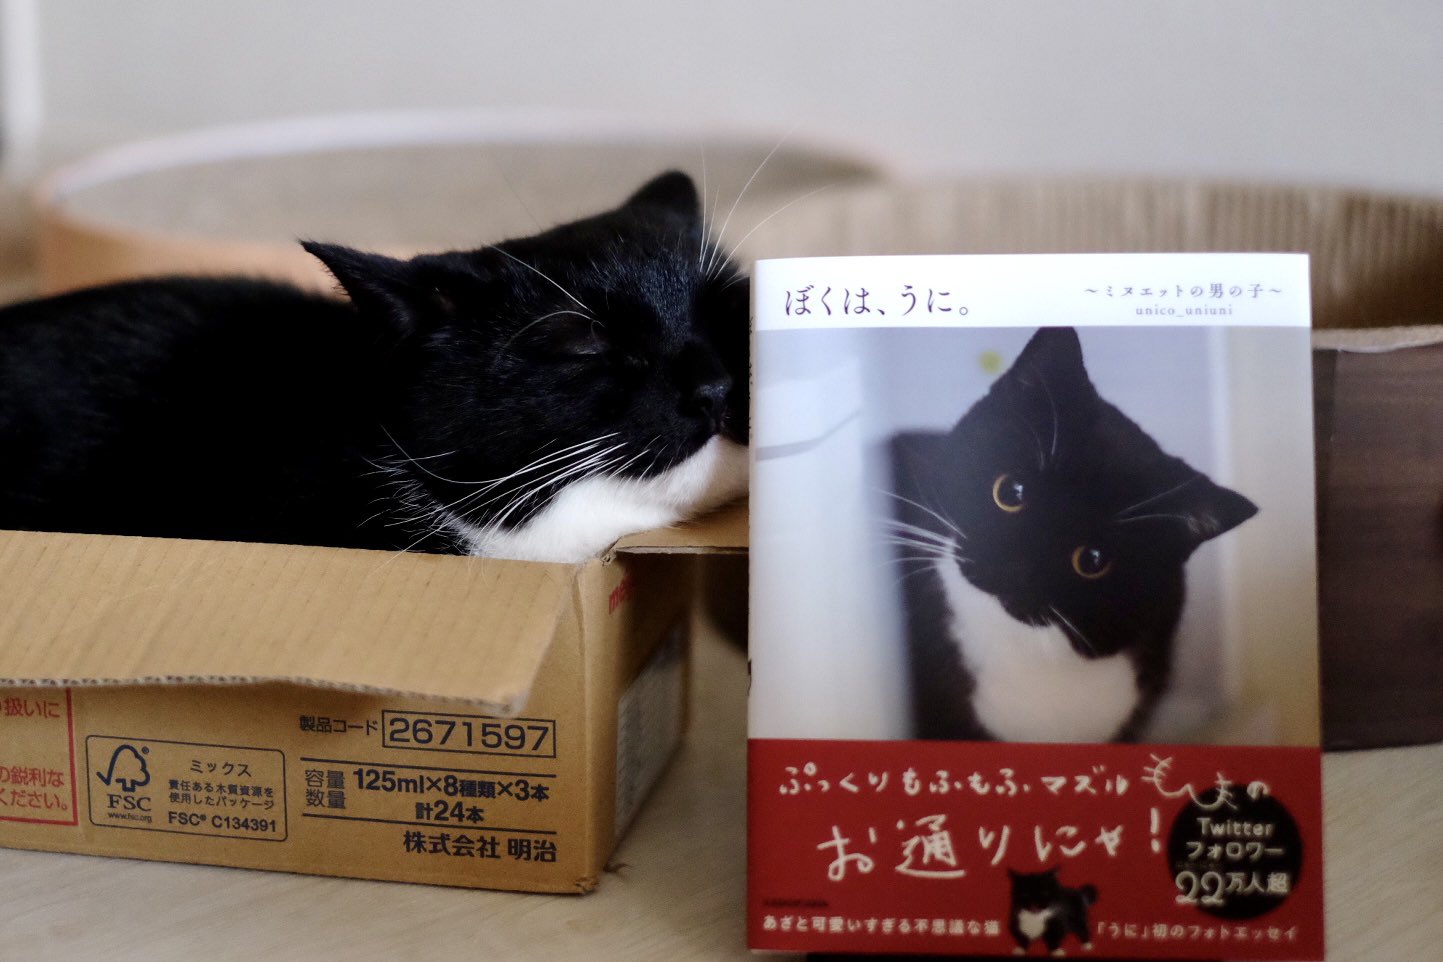 ぼくは、うに。
〜ミヌエットの男の子〜
unico_uniuni
ぷっくりもふもふマズル
お通りにゃ!
Twitter
フォロワー
22万人超
あざと可愛いすぎる不思議な猫
「うに」初のフォトエッセイ
り扱いに
の鋭利な
ください。
FSC
www.fsc.org
ミックス
責任ある木質資源を
使用したパッケージ
FSC® C134391
製品コード 2671597
容量
数量
125ml×8種類×3本
計24本
株式会社 明治